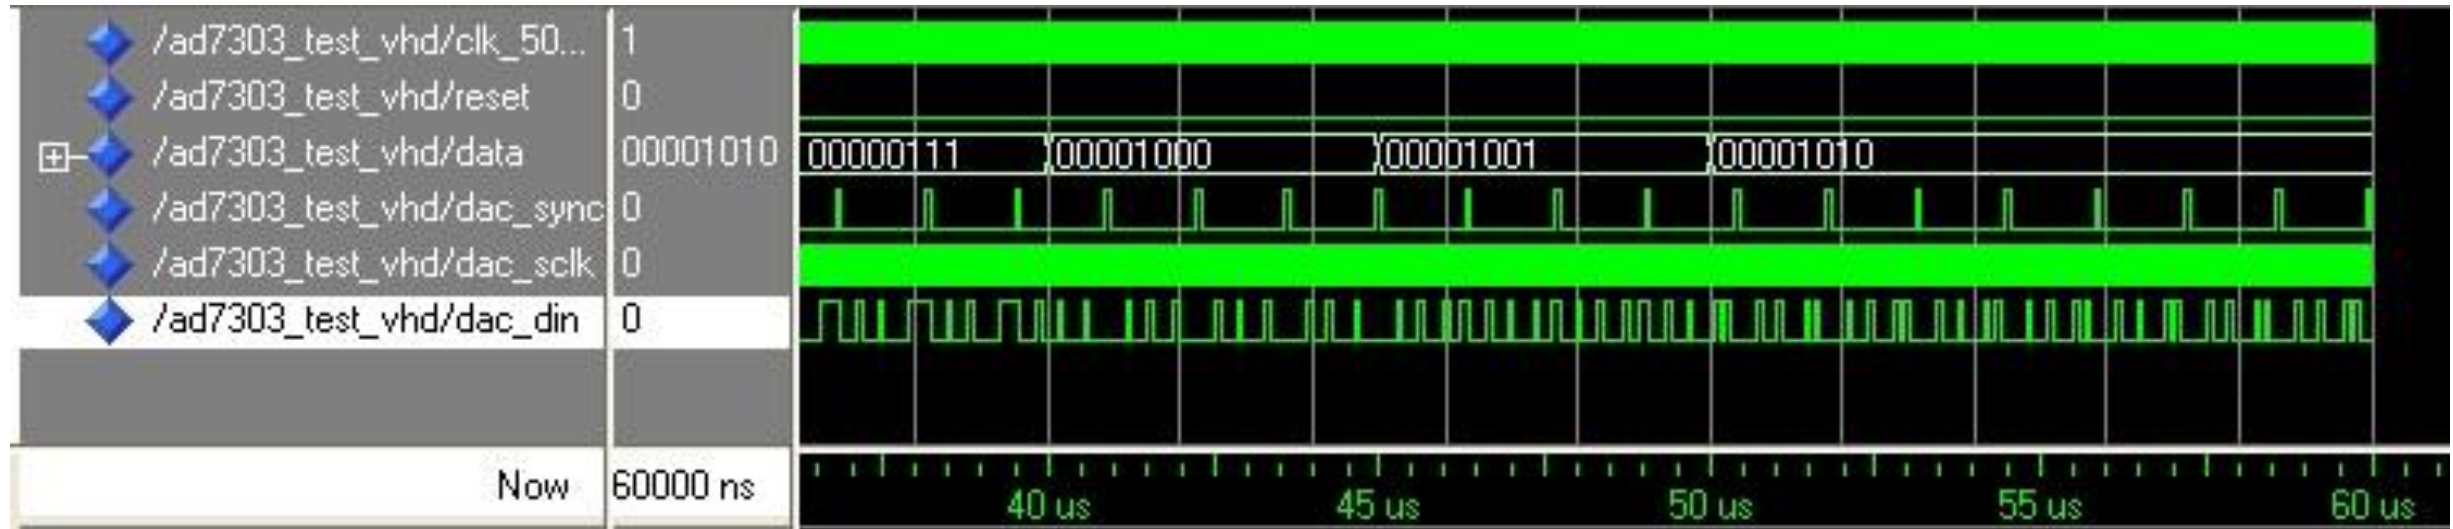 /ad7303_test_vhd/clk_50... 1
/ad7303_test_vhd/reset 0
/ad7303_test_vhd/data 00001010 00000111 00001000 00001001 00001010
/ad7303_test_vhd/dac_sync 0
/ad7303_test_vhd/dac_sclk 0
/ad7303_test_vhd/dac_din 0
Now 60000 ns
40 us 45 us 50 us 55 us 60 us